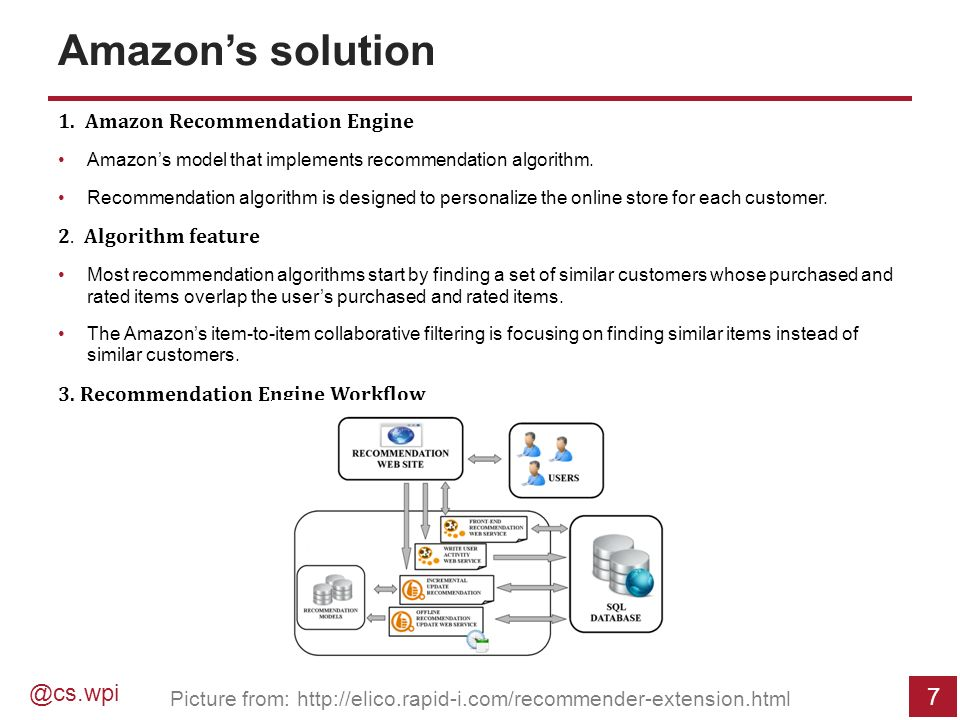 Amazon’s solution
1. Amazon Recommendation Engine
• Amazon’s model that implements recommendation algorithm.
• Recommendation algorithm is designed to personalize the online store for each customer.
2. Algorithm feature
• Most recommendation algorithms start by finding a set of similar customers whose purchased and
rated items overlap the user’s purchased and rated items.
• The Amazon’s item-to-item collaborative filtering is focusing on finding similar items instead of
similar customers.
3. Recommendation Engine Workflow
RECOMMENDATION
WEB SITE
USERS
FRONT END
RECOMMENDATION
WEB SERVICE
WRITE USER
ACTIVITY
WEB SERVICE
INCREMENTAL
UPDATE
RECOMMENDATION
OFFLINE
RECOMMENDATION
UPDATE WEB SERVICE
RECOMMENDATION
MODELS
SQL
DATABASE
@cs.wpi
Picture from: http://elico.rapid-i.com/recommender-extension.html
7